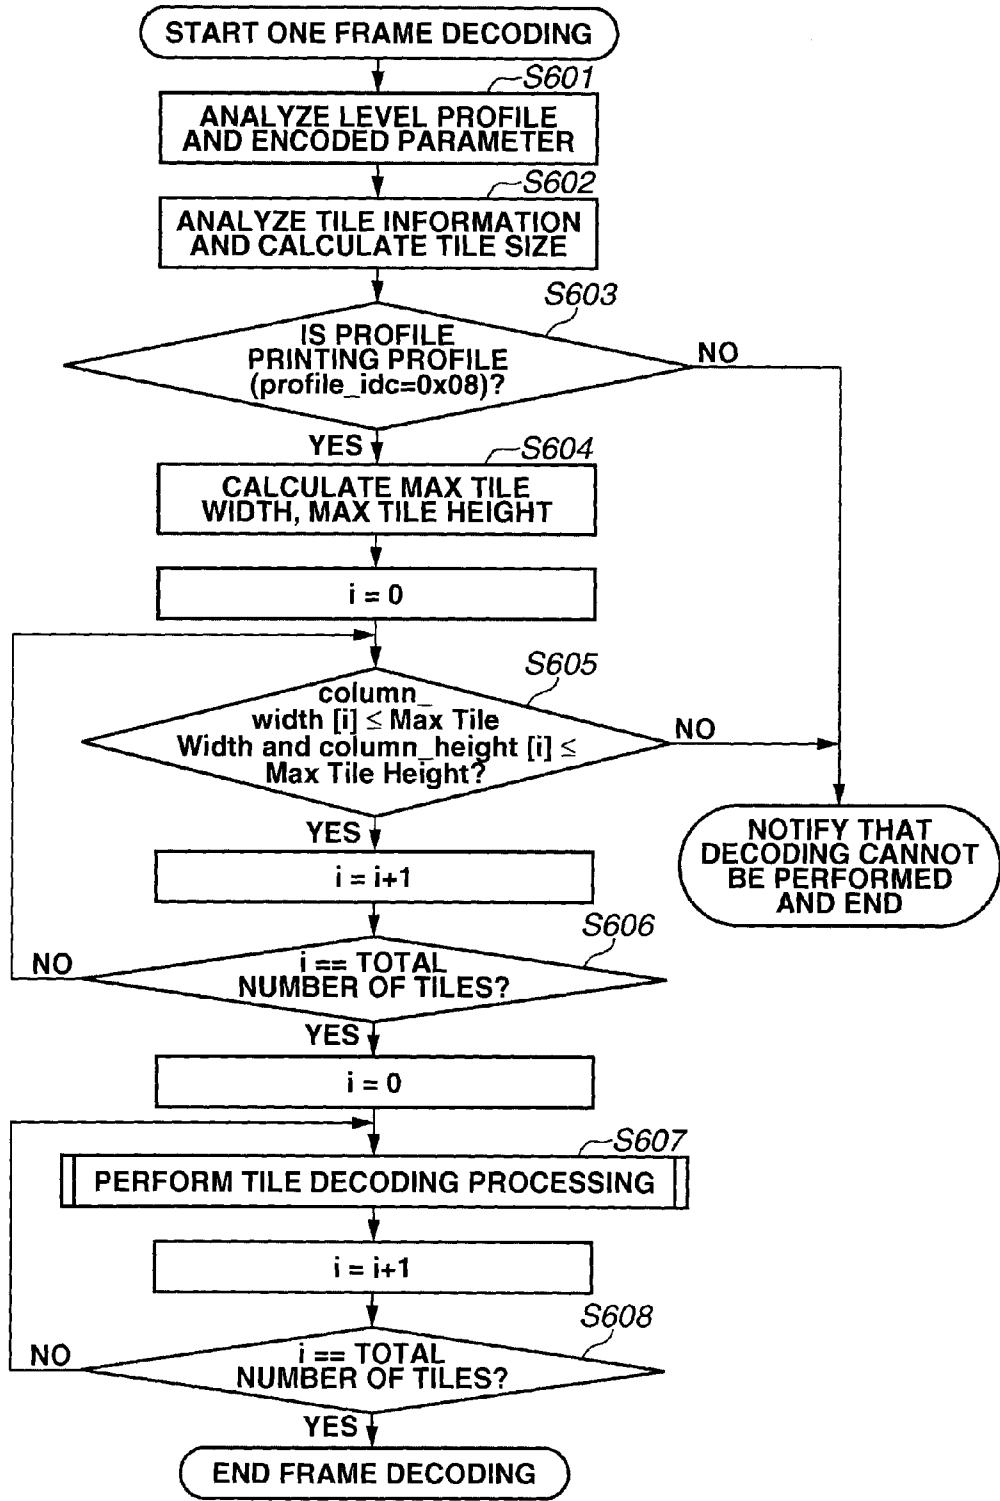 START ONE FRAME DECODING
S601
ANALYZE LEVEL PROFILE
AND ENCODED PARAMETER
S602
ANALYZE TILE INFORMATION
AND CALCULATE TILE SIZE
S603
IS PROFILE
PRINTING PROFILE
(profile_idc=0x08)?
NO
YES
S604
CALCULATE MAX TILE
WIDTH, MAX TILE HEIGHT
i = 0
S605
column_
width [i] ≤ Max Tile
Width and column_height [i] ≤
Max Tile Height?
NO
YES
NOTIFY THAT
DECODING CANNOT
BE PERFORMED
AND END
i = i+1
S606
i == TOTAL
NUMBER OF TILES?
NO
YES
i = 0
S607
PERFORM TILE DECODING PROCESSING
i = i+1
S608
i == TOTAL
NUMBER OF TILES?
NO
YES
END FRAME DECODING